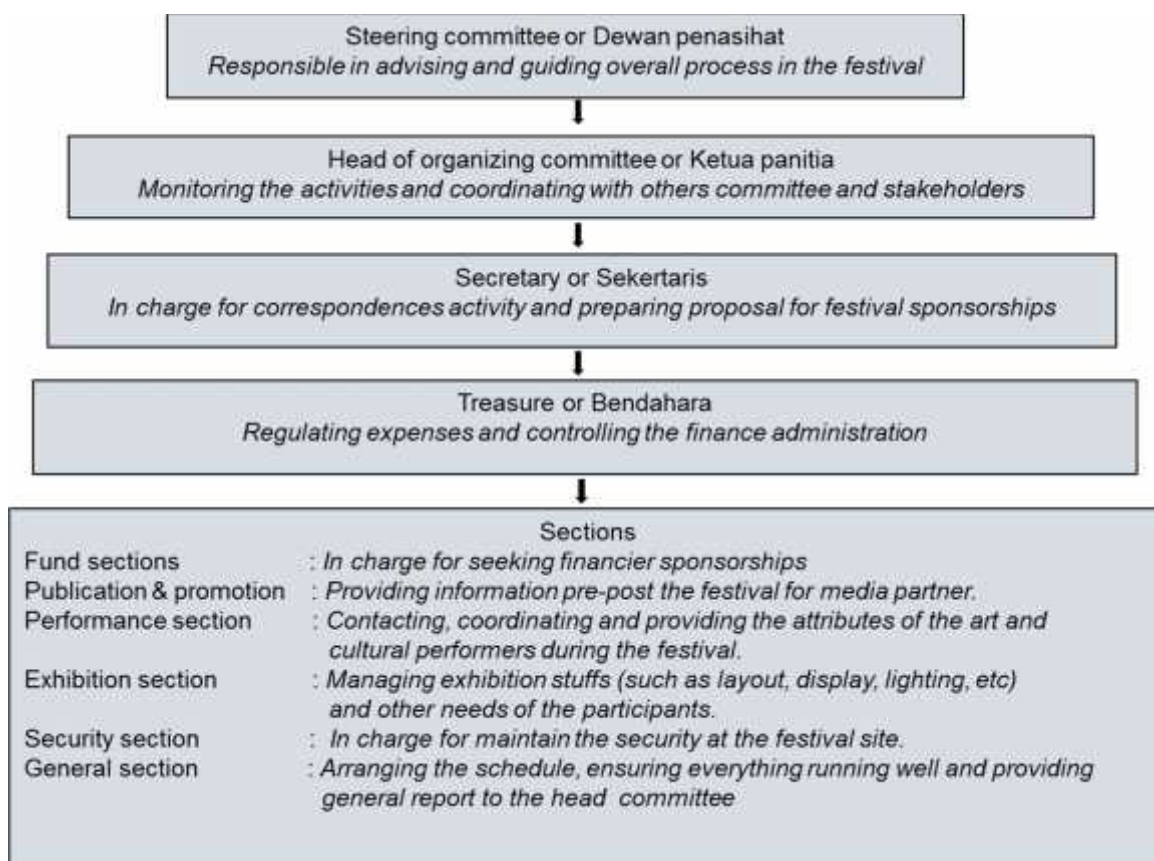 Steering committee or Dewan penasihat
Responsible in advising and guiding overall process in the festival
Head of organizing committee or Ketua panitia
Monitoring the activities and coordinating with others committee and stakeholders
Secretary or Sekertaris
In charge for correspondences activity and preparing proposal for festival sponsorships
Treasure or Bendahara
Regulating expenses and controlling the finance administration
Sections
Fund sections : In charge for seeking financier sponsorships
Publication & promotion : Providing information pre-post the festival for media partner.
Performance section : Contacting, coordinating and providing the attributes of the art and
cultural performers during the festival.
Exhibition section : Managing exhibition stuffs (such as layout, display, lighting, etc)
and other needs of the participants.
Security section : In charge for maintain the security at the festival site.
General section : Arranging the schedule, ensuring everything running well and providing
general report to the head committee